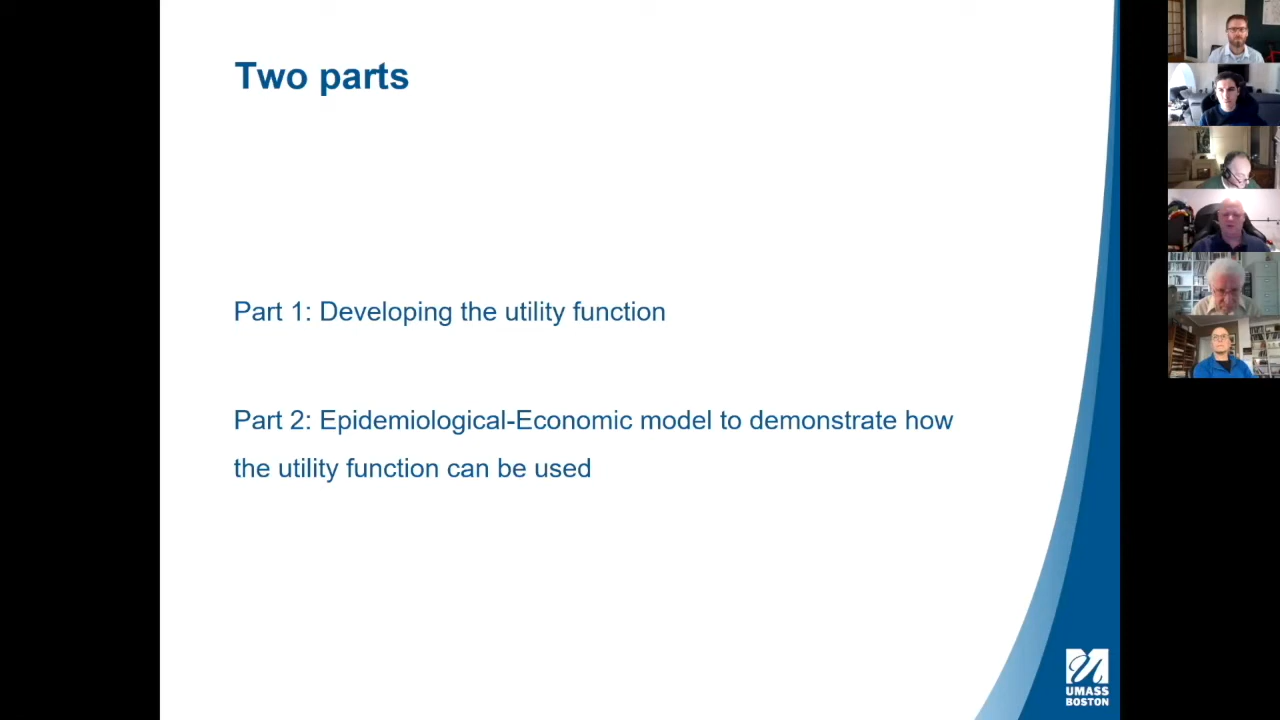 Two parts
Part 1: Developing the utility function
Part 2: Epidemiological-Economic model to demonstrate how
the utility function can be used
UMASS
BOSTON